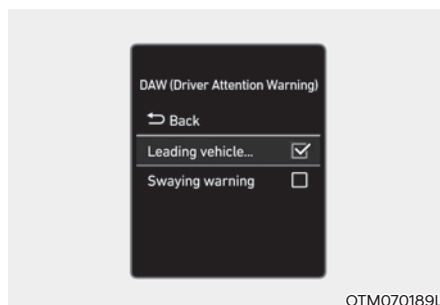 DAW (Driver Attention Warning)
Back
Leading vehicle...
Swaying warning
OTM070189L